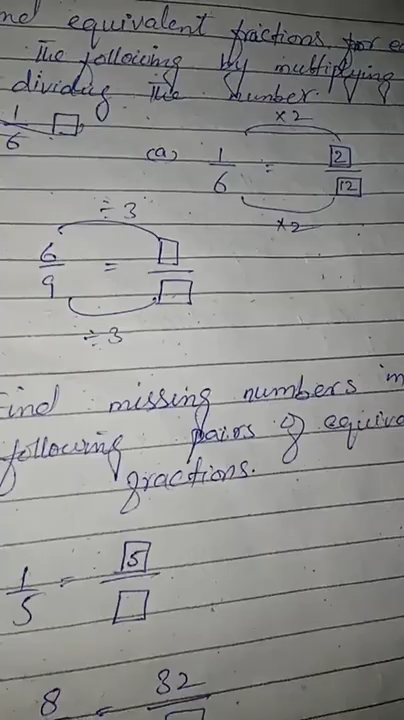 equivalent fractions for
The following by multiplying
dividing the number.
1/6 □
×2
(a) 1/6 = 2/12
×2
÷3
6/9 = □/□
÷3
Find missing numbers in
following pairs of
fractions.
1/5 = 5/□
8 = 32/□